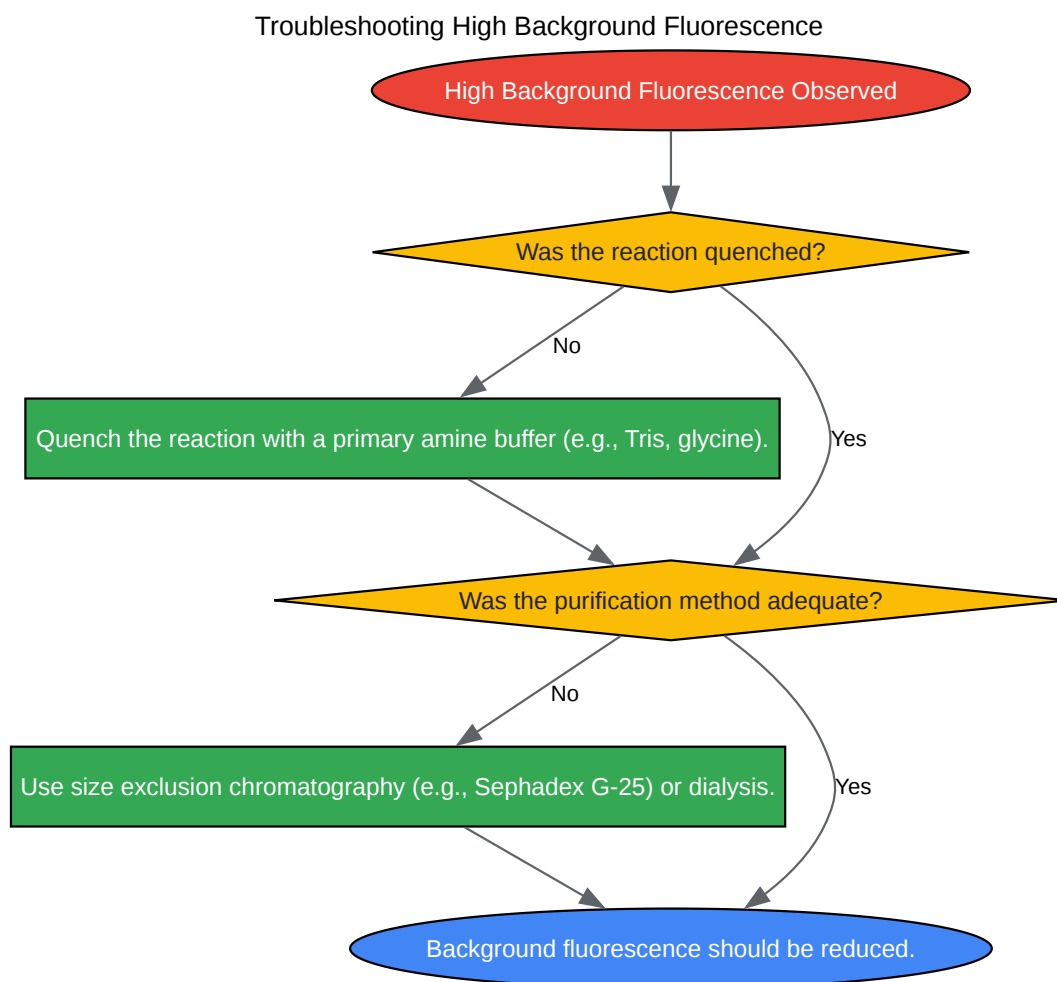 Troubleshooting High Background Fluorescence
High Background Fluorescence Observed
Was the reaction quenched?
No
Quench the reaction with a primary amine buffer (e.g., Tris, glycine).
Yes
Was the purification method adequate?
No
Use size exclusion chromatography (e.g., Sephadex G-25) or dialysis.
Yes
Background fluorescence should be reduced.